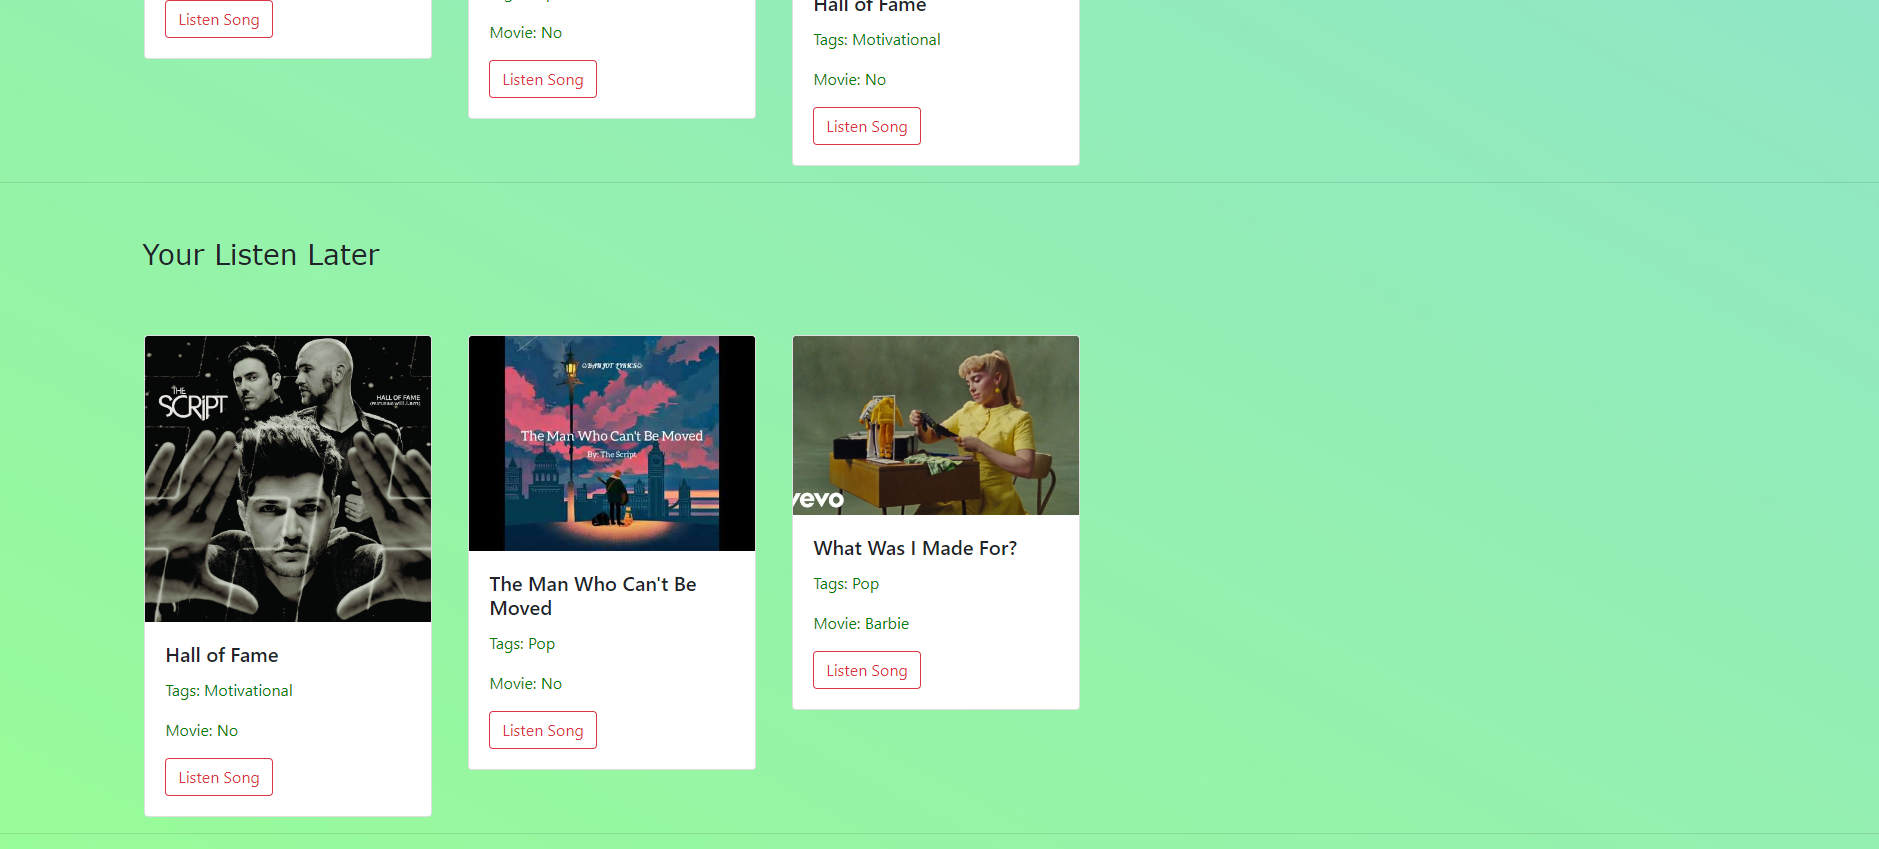 Listen Song
Movie: No
Listen Song
Hall of Fame
Tags: Motivational
Movie: No
Listen Song
Your Listen Later
THE
SCRIPT
HALL OF FAME
Hall of Fame
Tags: Motivational
Movie: No
Listen Song
The Man Who Can't Be Moved
By: The Script
The Man Who Can't Be
Moved
Tags: Pop
Movie: No
Listen Song
vevo
What Was I Made For?
Tags: Pop
Movie: Barbie
Listen Song